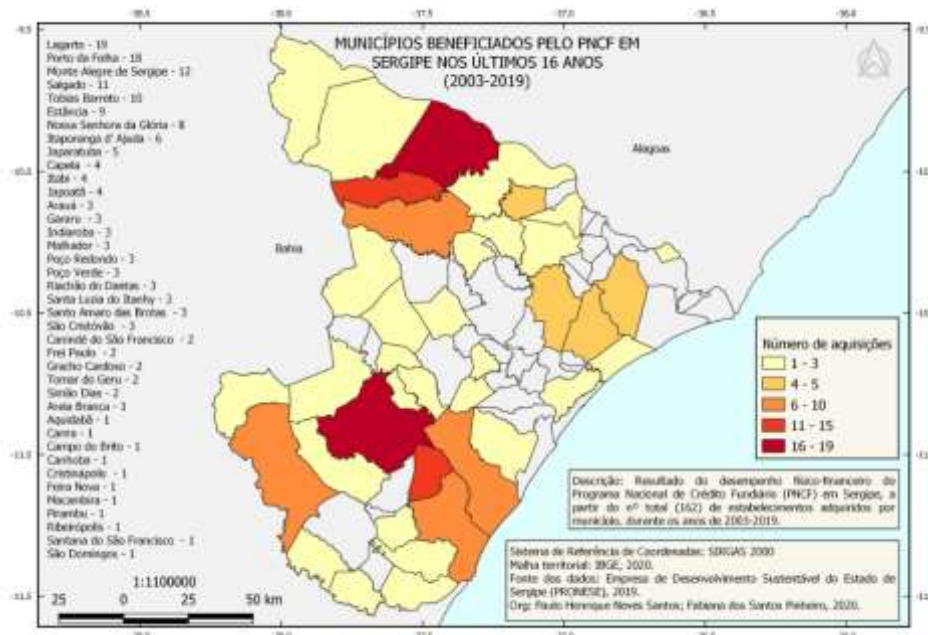 MUNICÍPIOS BENEFICIADOS PELO PNCF EM
SERGIPE NOS ÚLTIMOS 16 ANOS
(2003-2019)
Lagarto - 19
Porto da Folha - 18
Monte Alegre de Sergipe - 12
Salgado - 11
Tobias Barreto - 10
Estância - 9
Nossa Senhora da Glória - 8
Itaporanga d' Ajuda - 6
Japaratuba - 5
Capela - 4
Itabi - 4
Japoatã - 4
Arauá - 3
Gararu - 3
Indiaroba - 3
Malhador - 3
Poço Redondo - 3
Poço Verde - 3
Riachão do Dantas - 3
Santa Luzia do Itanhy - 3
Santo Amaro das Brotas - 3
São Cristóvão - 3
Canindé do São Francisco - 2
Frei Paulo - 2
Gracho Cardoso - 2
Tomar do Geru - 2
Simão Dias - 2
Areia Branca - 1
Aquidabã - 1
Carira - 1
Campo do Brito - 1
Canhoba - 1
Cristinápolis - 1
Feira Nova - 1
Macambira - 1
Pirambu - 1
Ribeirópolis - 1
Santana do São Francisco - 1
São Domingos - 1
Alagoas
Bahia
Número de aquisições
1 - 3
4 - 5
6 - 10
11 - 15
16 - 19
Descrição: Resultado do desempenho físico-financeiro do
Programa Nacional de Crédito Fundiário (PNCF) em Sergipe, a
partir do nº total (162) de estabelecimentos adquiridos por
município, durante os anos de 2003-2019.
Sistema de Referência de Coordenadas: SIRGAS 2000
Malha territorial: IBGE, 2020.
Fonte dos dados: Empresa de Desenvolvimento Sustentável do Estado de
Sergipe (PRONESE), 2019.
Org: Paulo Henrique Neves Santos; Fabiana dos Santos Pinheiro, 2020.
1:1100000
25 0 25 50 km